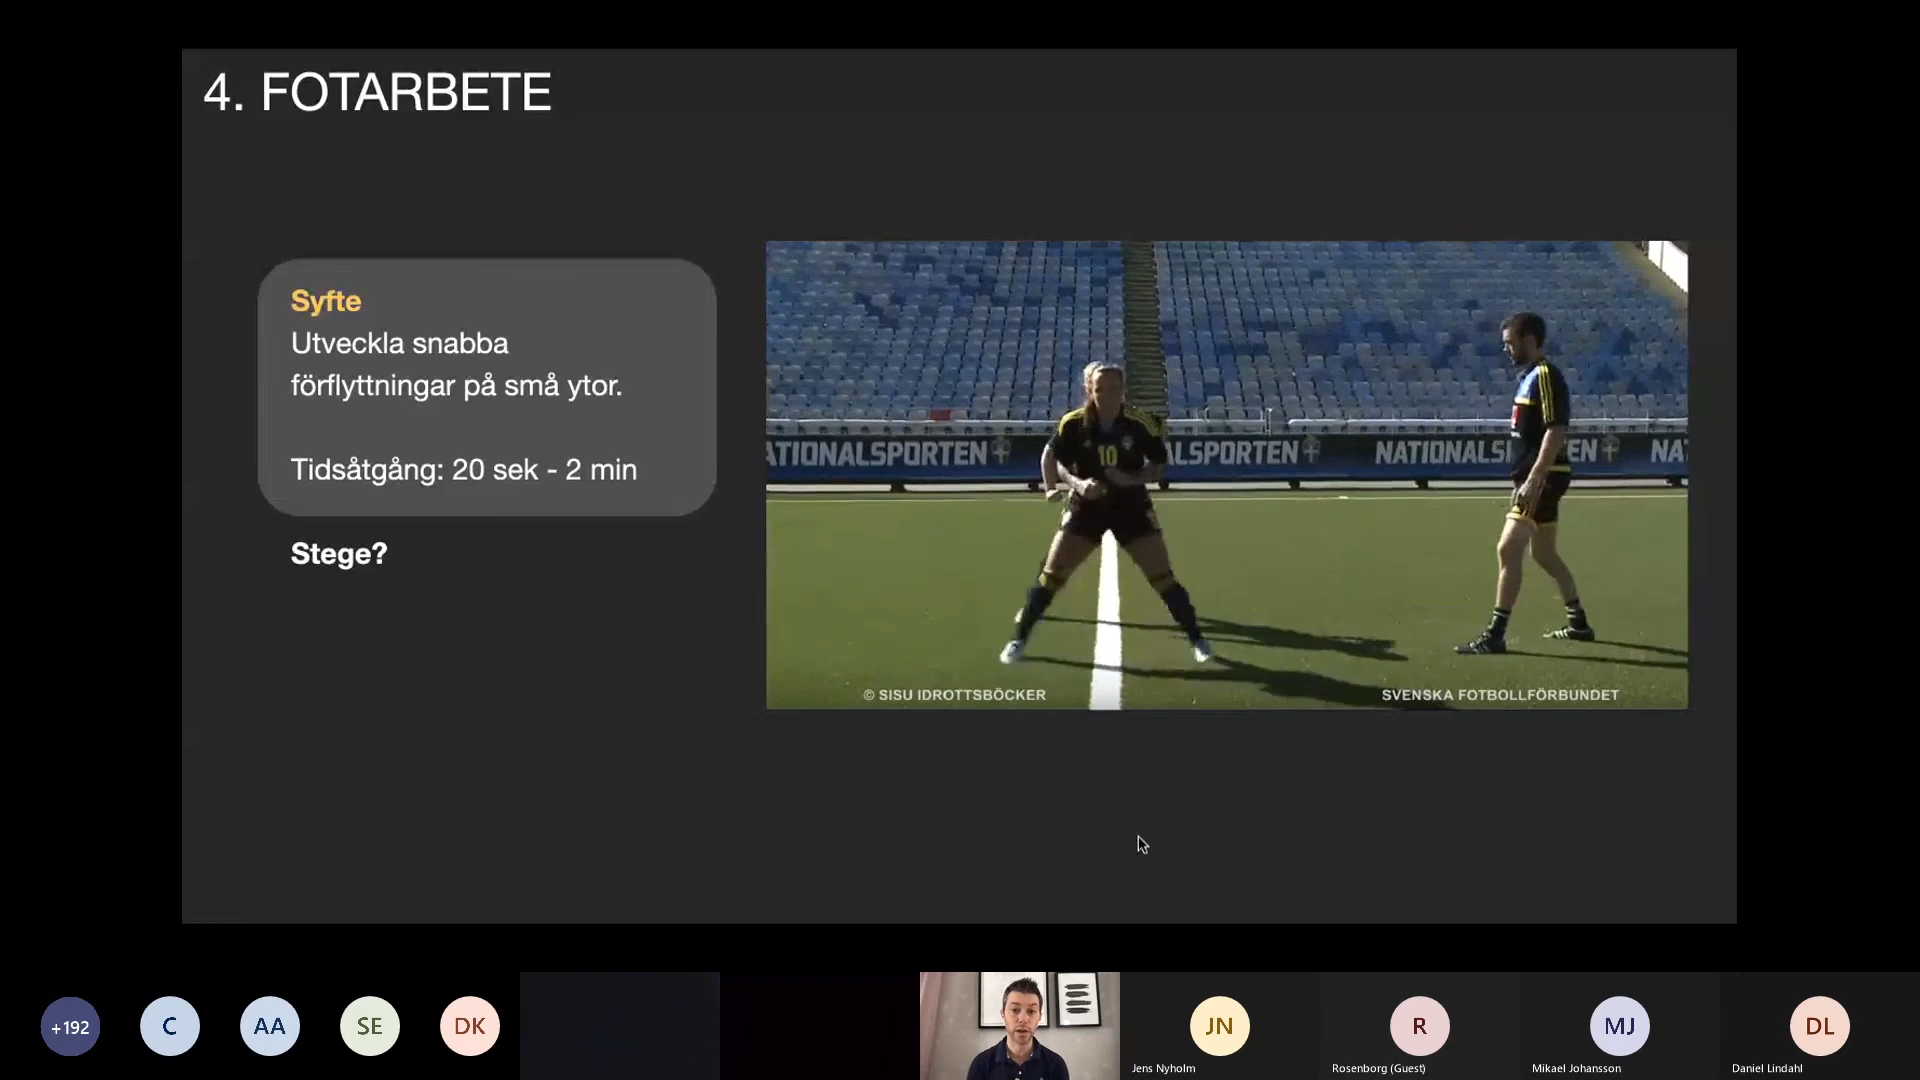 4. FOTARBETE
Syfte
Utveckla snabba
förflyttningar på små ytor.
Tidsåtgång: 20 sek - 2 min
Stege?
ATIONALSPORTEN
ALSPORTEN
NATIONALS EN
NA
10
© SISU IDROTTSBÖCKER
SVENSKA FOTBOLLFÖRBUNDET
+192
C
AA
SE
DK
JN
R
MJ
DL
Jens Nyholm
Rosenborg (Guest)
Mikael Johansson
Daniel Lindahl